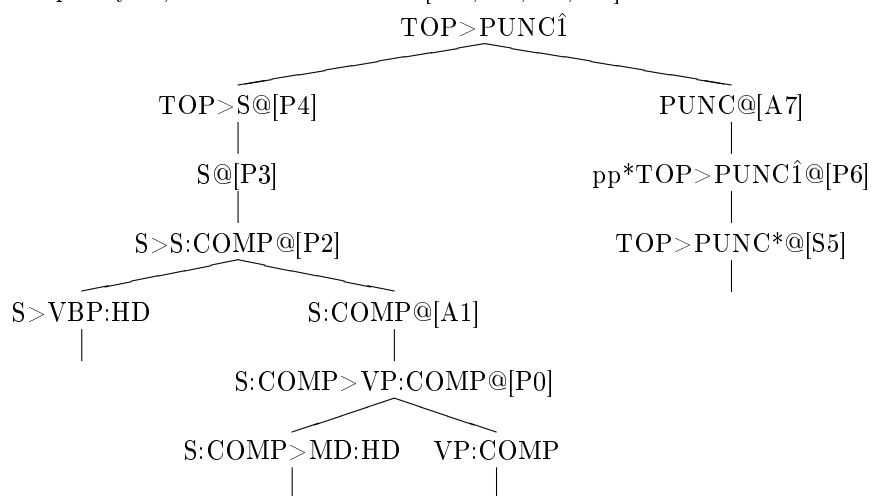 TOP>PUNCÎ
TOP>S@[P4] PUNC@[A7]
S@[P3] pp*TOP>PUNCÎ@[P6]
S>S:COMP@[P2] TOP>PUNC*@[S5]
S>VBP:HD S:COMP@[A1]
S:COMP>VP:COMP@[P0]
S:COMP>MD:HD VP:COMP